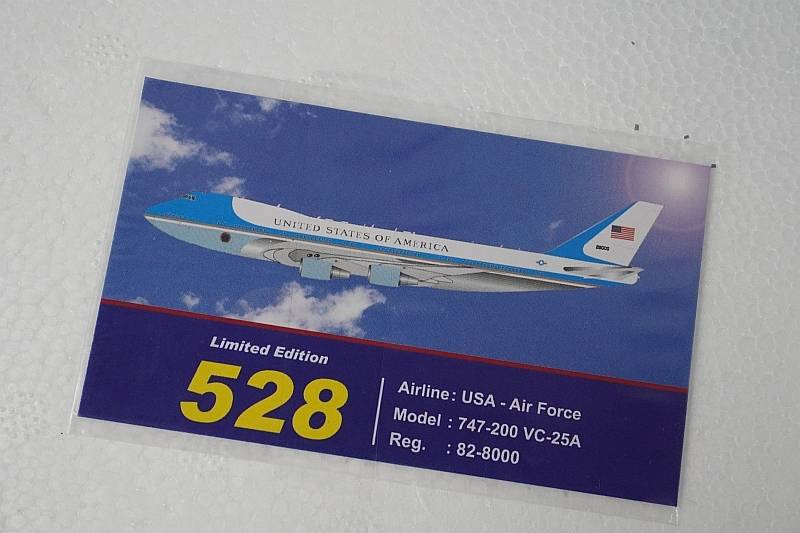 UNITED STATES OF AMERICA
Limited Edition
528
Airline: USA - Air Force
Model : 747-200 VC-25A
Reg. : 82-8000